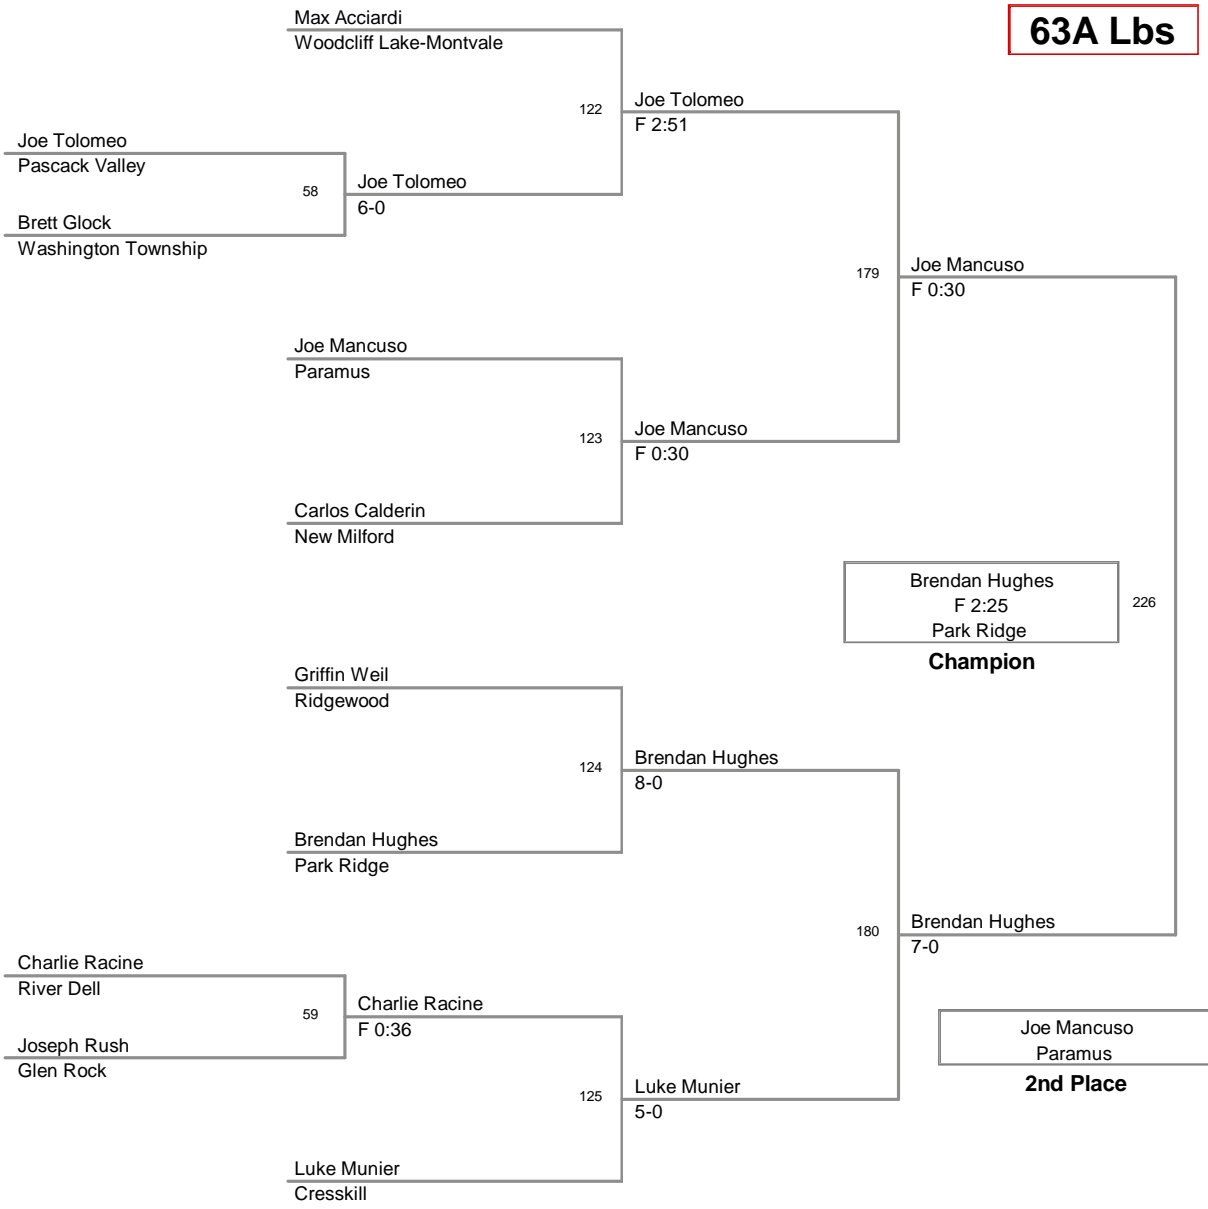 63A Lbs
Max Acciardi
Woodcliff Lake-Montvale
122
Joe Tolomeo
F 2:51
Joe Tolomeo
Pascack Valley
58
Joe Tolomeo
6-0
Brett Glock
Washington Township
179
Joe Mancuso
F 0:30
Joe Mancuso
Paramus
123
Joe Mancuso
F 0:30
Carlos Calderin
New Milford
Brendan Hughes
F 2:25
Park Ridge
226
Champion
Griffin Weil
Ridgewood
124
Brendan Hughes
8-0
Brendan Hughes
Park Ridge
180
Brendan Hughes
7-0
Charlie Racine
River Dell
59
Charlie Racine
F 0:36
Joseph Rush
Glen Rock
Joe Mancuso
Paramus
2nd Place
125
Luke Munier
5-0
Luke Munier
Cresskill